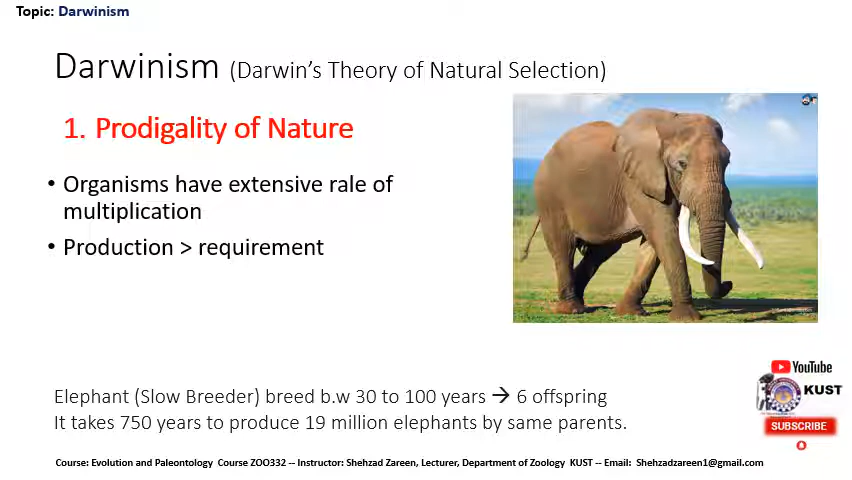 Topic: Darwinism
Darwinism (Darwin's Theory of Natural Selection)
1. Prodigality of Nature
• Organisms have extensive rale of
multiplication
• Production > requirement
Elephant (Slow Breeder) breed b.w 30 to 100 years → 6 offspring
It takes 750 years to produce 19 million elephants by same parents.
YouTube
KUST
SUBSCRIBE
Course: Evolution and Paleontology Course ZOO332 -- Instructor: Shehzad Zareen, Lecturer, Department of Zoology KUST -- Email: Shehzadzareen1@gmail.com